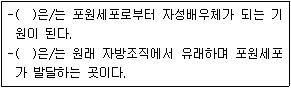 -(  )은/는 포원세포로부터 자성배우체가 되는 기
원이 된다.
-(  )은/는 원래 자방조직에서 유래하며 포원세포
가 발달하는 곳이다.